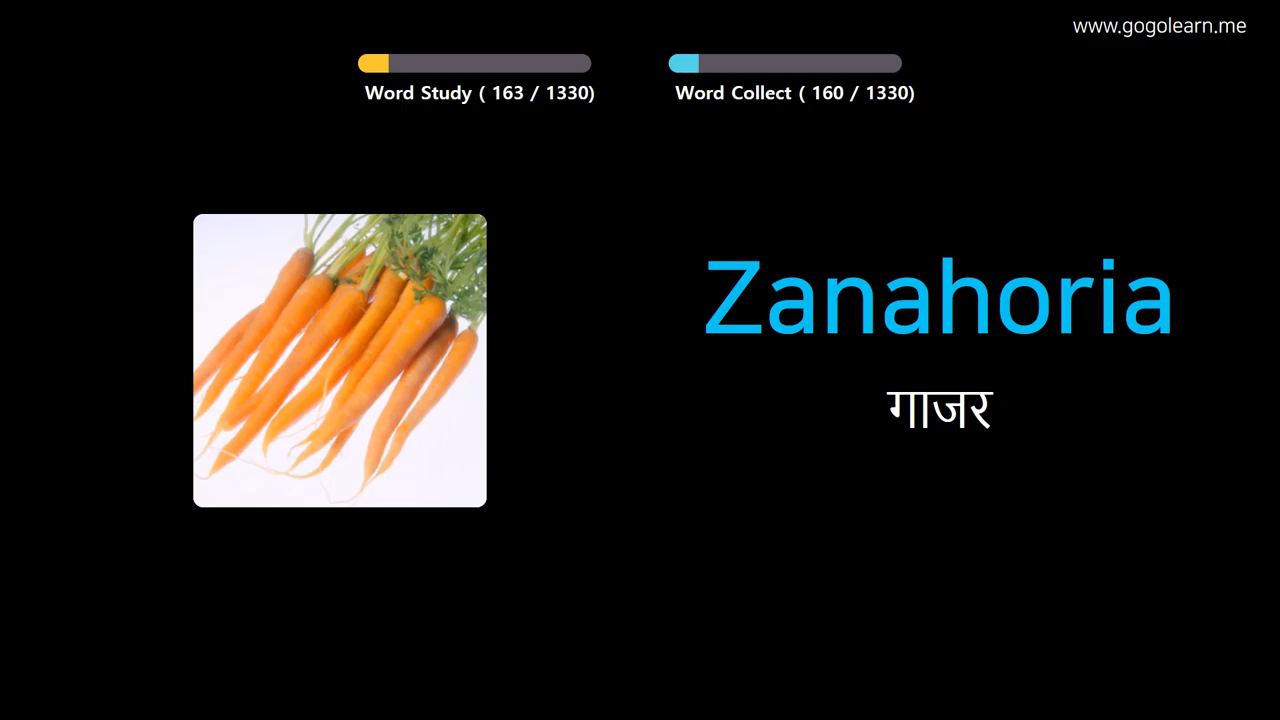 www.gogolearn.me
Word Study ( 163 / 1330)
Word Collect ( 160 / 1330)
Zanahoria
गाजर